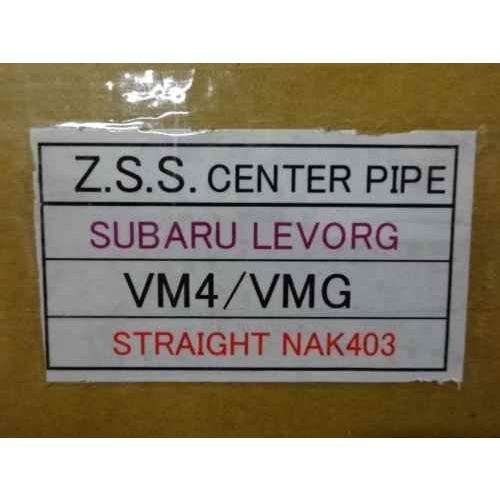 Z.S.S. CENTER PIPE
SUBARU LEVORG
VM4/VMG
STRAIGHT NAK403